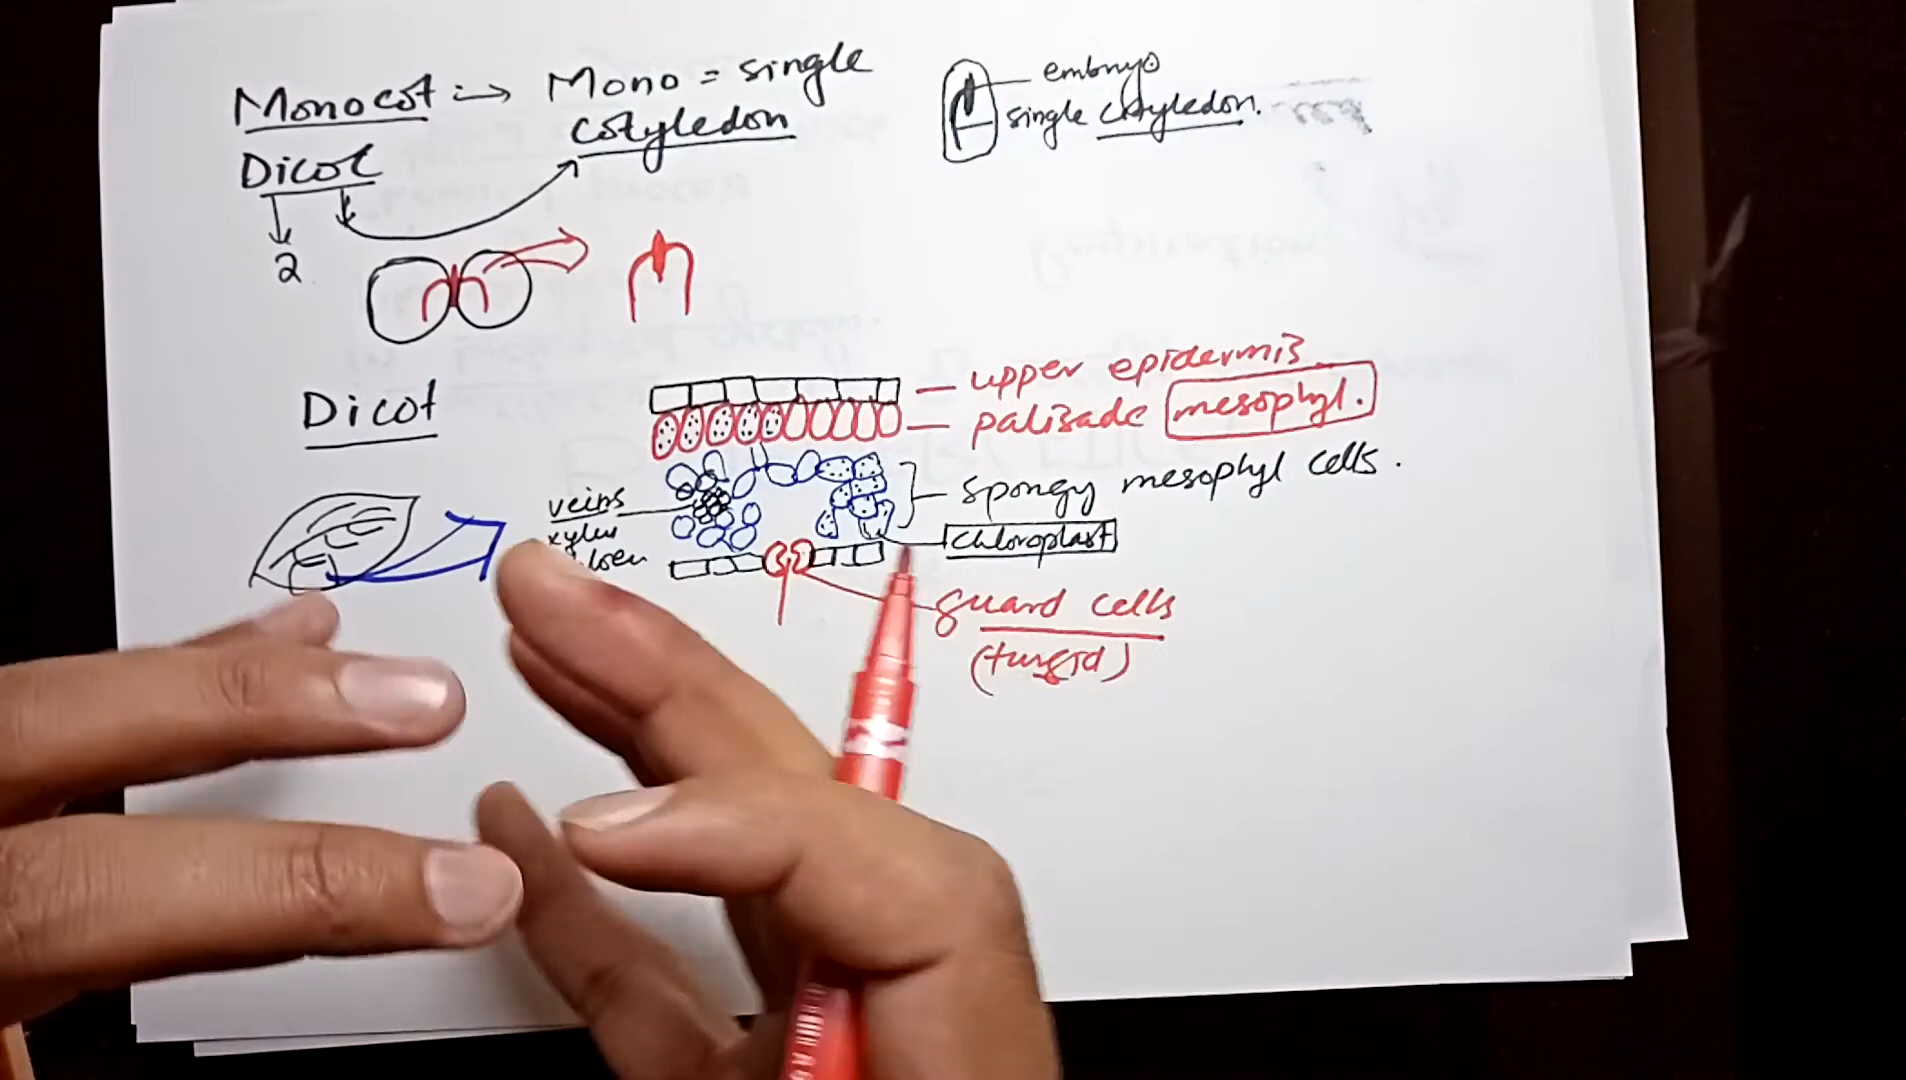 Monocot :→ Mono = single
cotyledon
Dicot
2
embryo
single cotyledon.
Dicot
upper epidermis
palisade mesophyl.
spongy mesophyl cells.
veins
xylem
chloroplast
guard cells
(turgid)